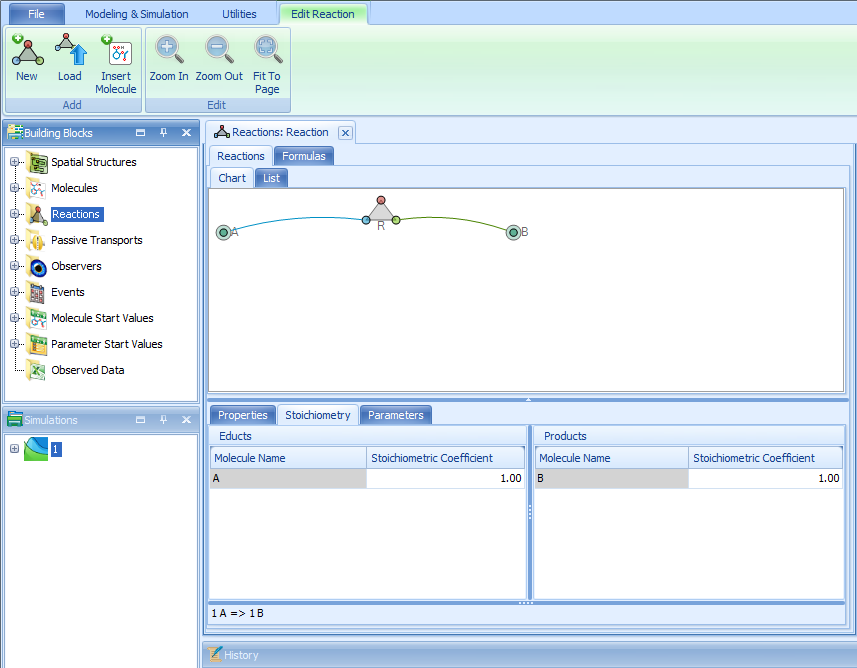 File Modeling & Simulation Utilities Edit Reaction
New Load Insert Molecule Zoom In Zoom Out Fit To Page
Add Edit
Building Blocks
Spatial Structures
Molecules
Reactions
Passive Transports
Observers
Events
Molecule Start Values
Parameter Start Values
Observed Data
Simulations
1
Reactions: Reaction
Reactions Formulas
Chart List
A R B
Properties Stoichiometry Parameters
Educts Products
Molecule Name Stoichiometric Coefficient Molecule Name Stoichiometric Coefficient
A 1.00 B 1.00
1 A => 1 B
History